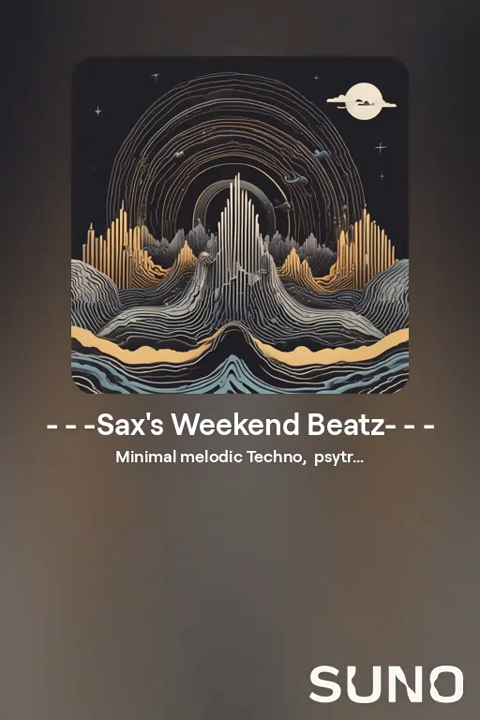 - - -Sax's Weekend Beatz- - -
Minimal melodic Techno,  psytr...
SUNO